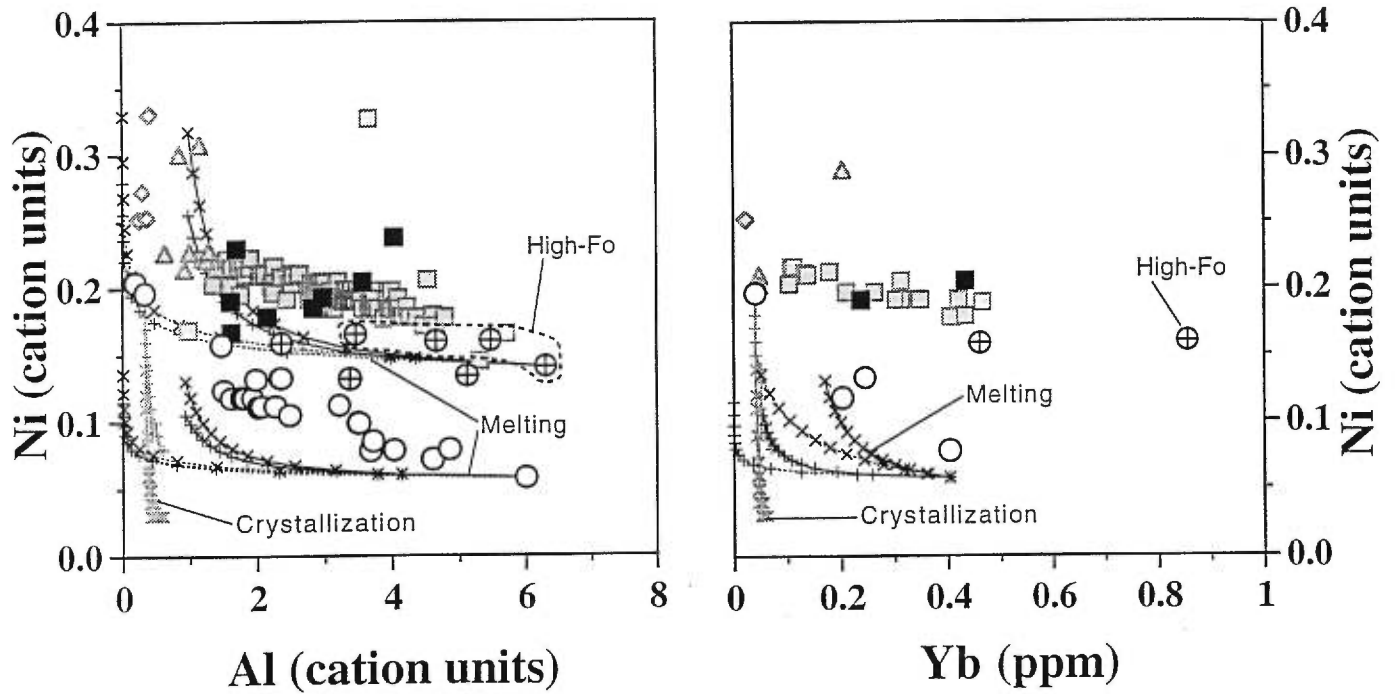 0.4
0.3
0.2
0.1
0.0
Ni (cation units)
0 2 4 6 8
Al (cation units)
High-Fo
Melting
Crystallization
0.4
0.3
0.2
0.1
0.0
Ni (cation units)
0 0.2 0.4 0.6 0.8 1
Yb (ppm)
High-Fo
Melting
Crystallization